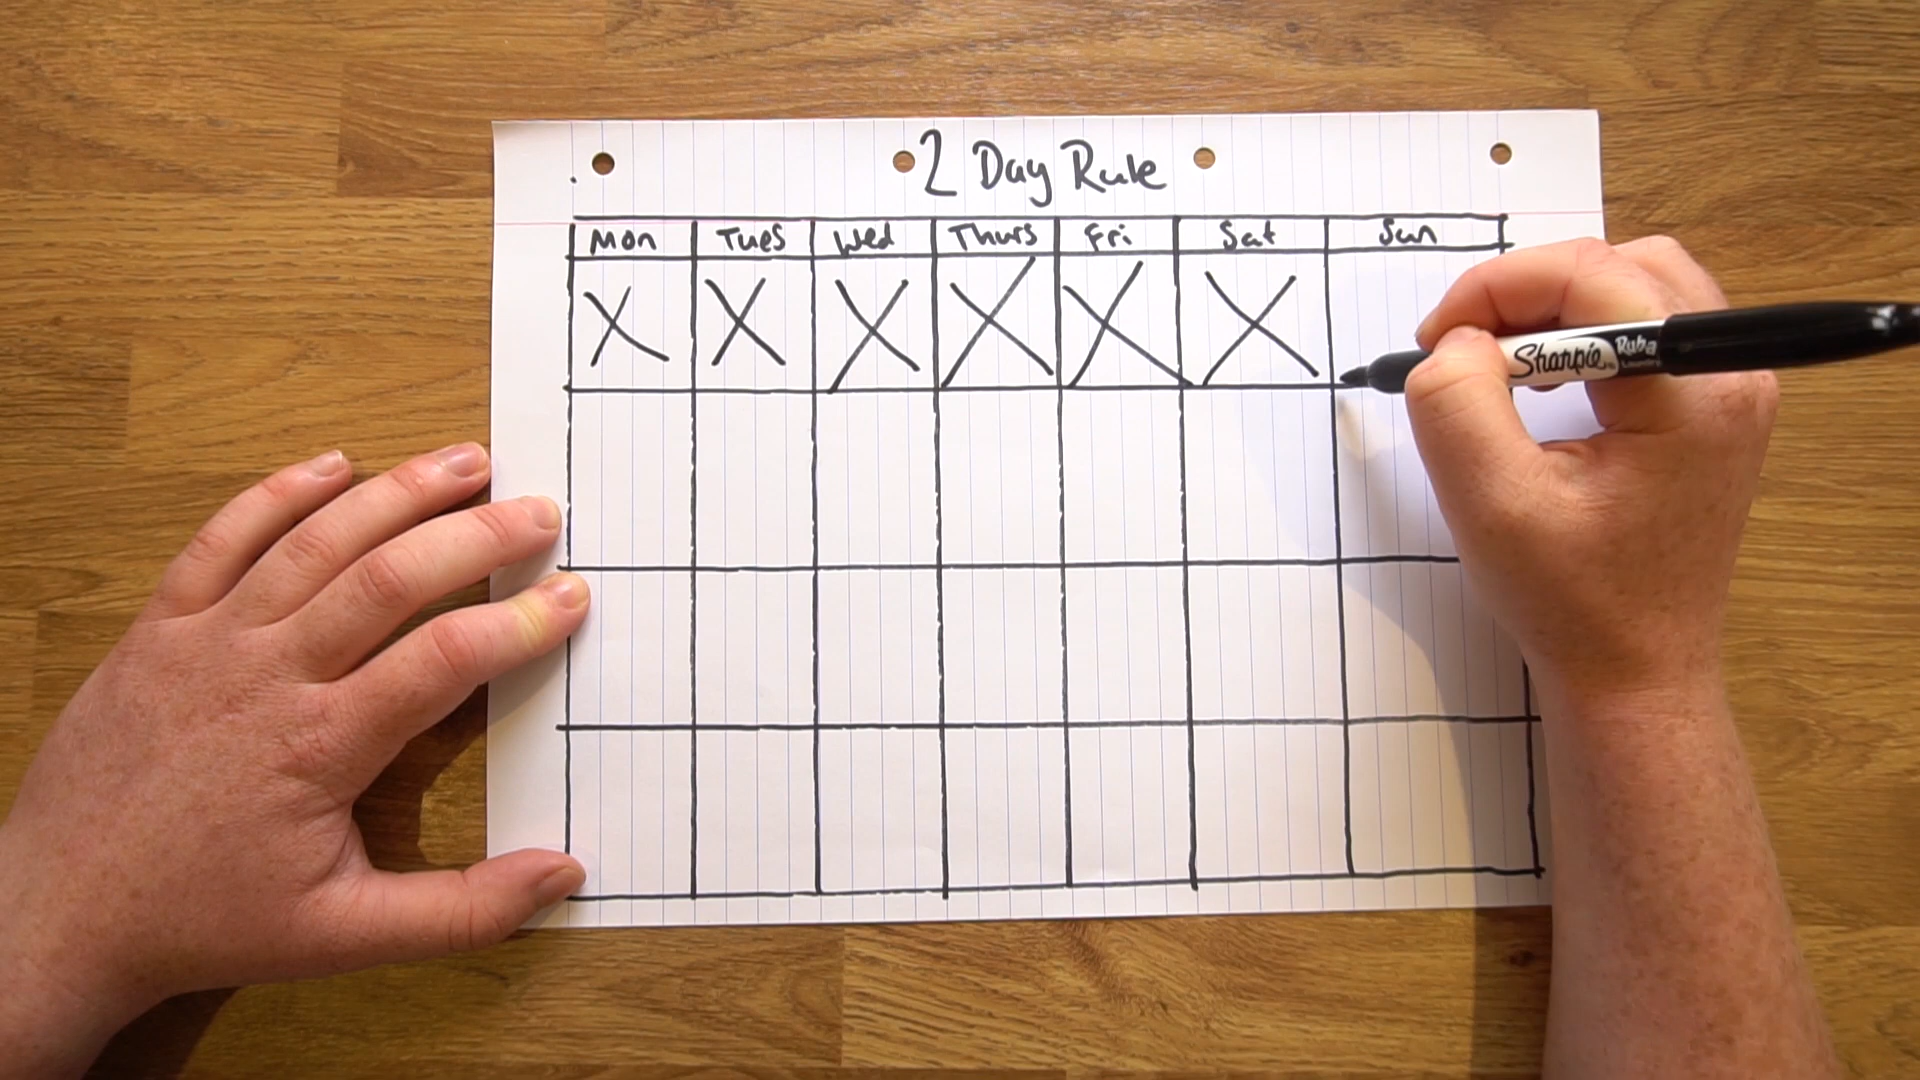 2 Day Rule
Mon Tues Wed Thurs Fri Sat Sun
X X X X X X
Sharpie